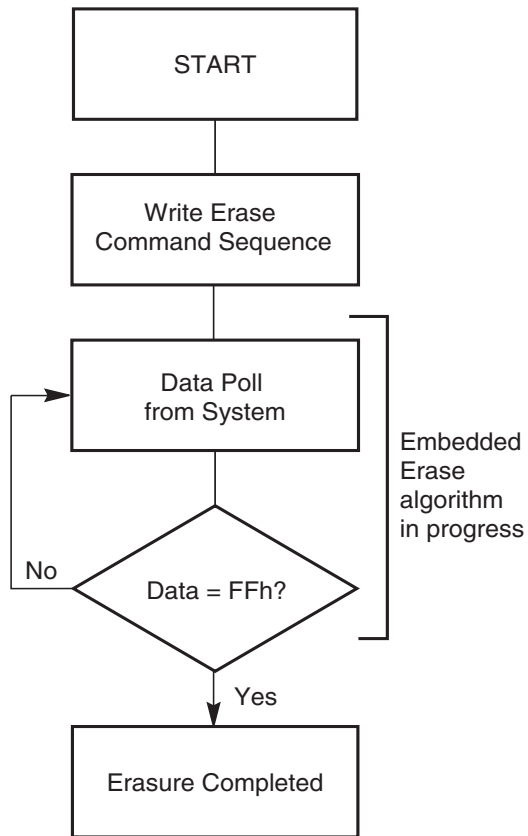 START
Write Erase
Command Sequence
Data Poll
from System
Embedded
Erase
algorithm
in progress
No
Data = FFh?
Yes
Erasure Completed